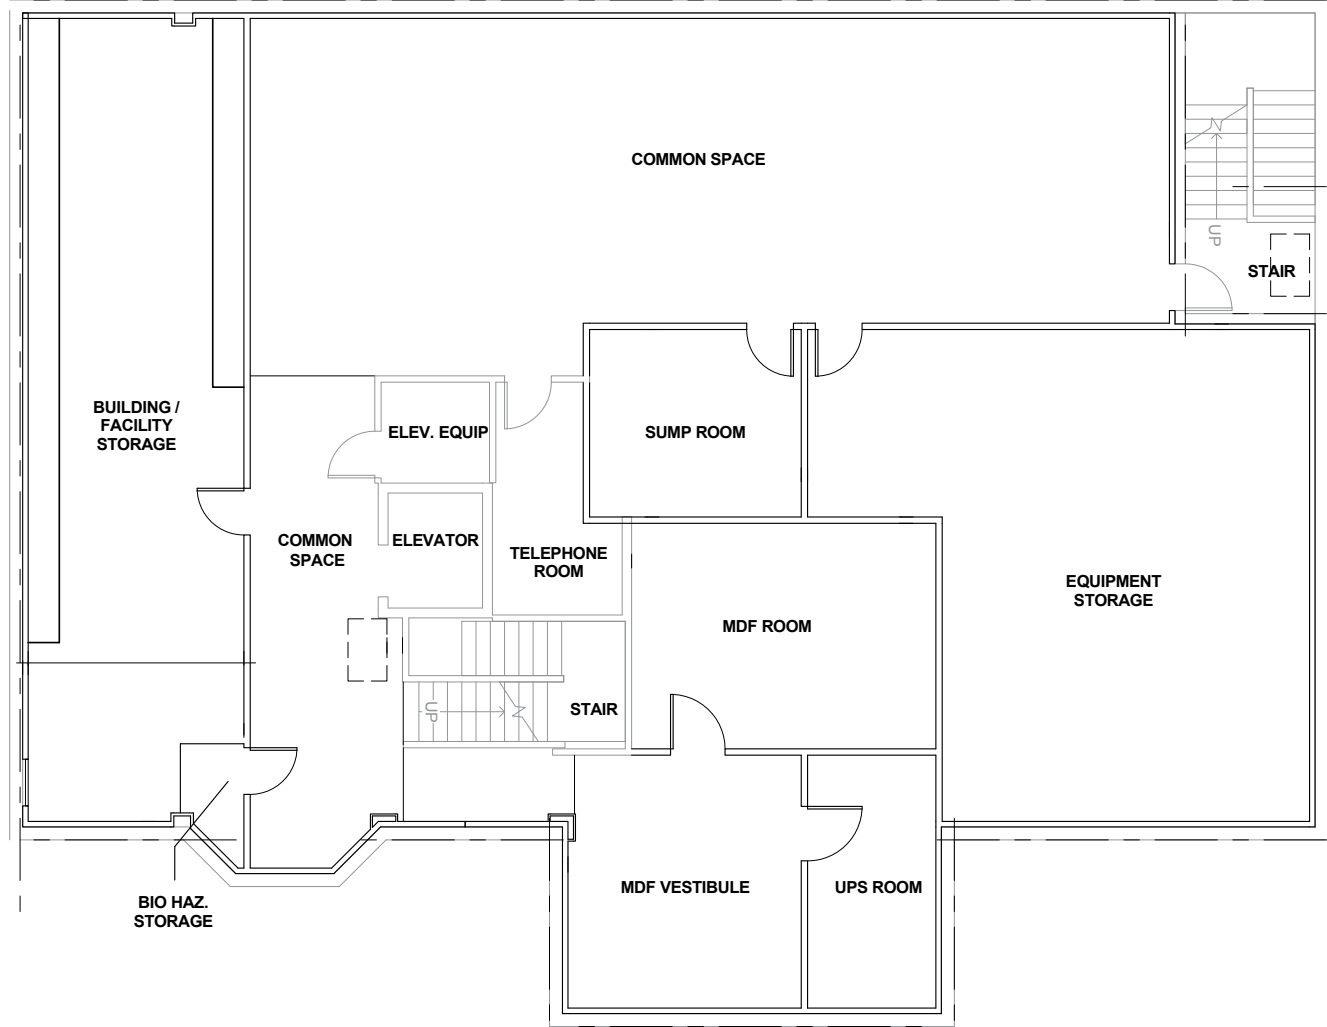 COMMON SPACE
UP
STAIR
BUILDING /
FACILITY
STORAGE
ELEV. EQUIP
SUMP ROOM
COMMON
SPACE
ELEVATOR
TELEPHONE
ROOM
EQUIPMENT
STORAGE
MDF ROOM
UP
STAIR
MDF VESTIBULE
UPS ROOM
BIO HAZ.
STORAGE